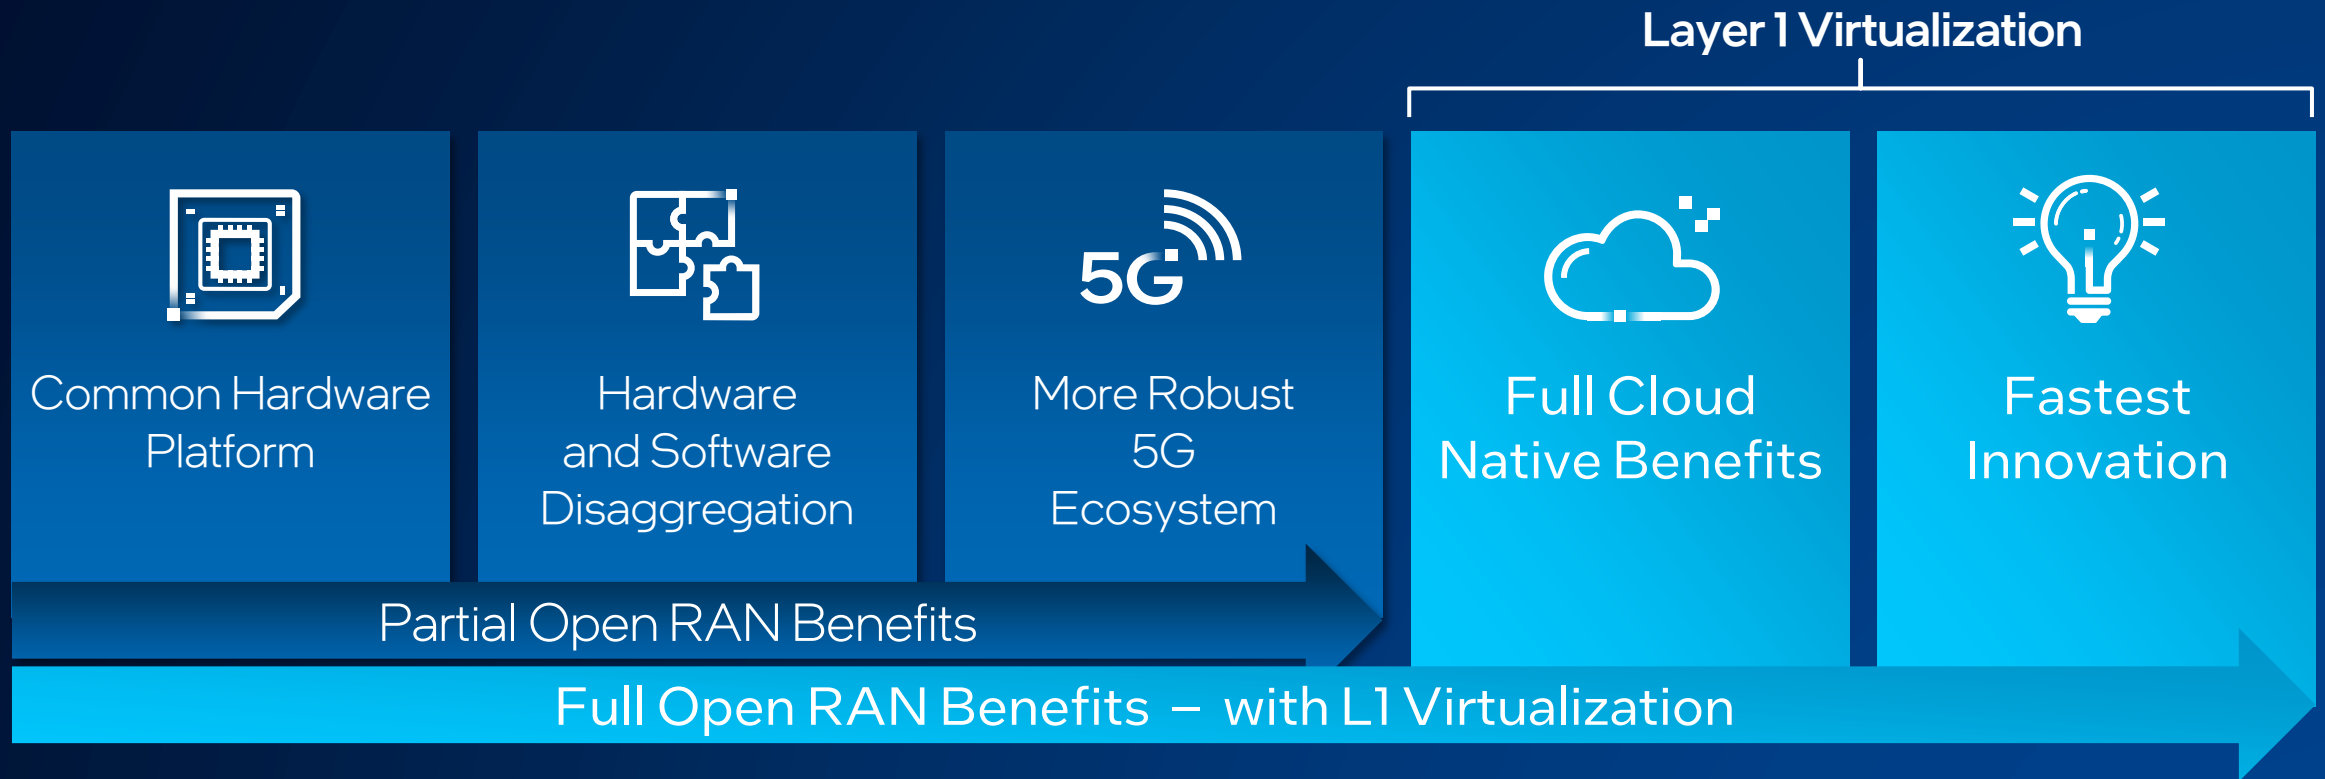 Layer 1 Virtualization
Common Hardware
Platform
Hardware
and Software
Disaggregation
5G
More Robust
5G
Ecosystem
Full Cloud
Native Benefits
Fastest
Innovation
Partial Open RAN Benefits
Full Open RAN Benefits – with L1 Virtualization